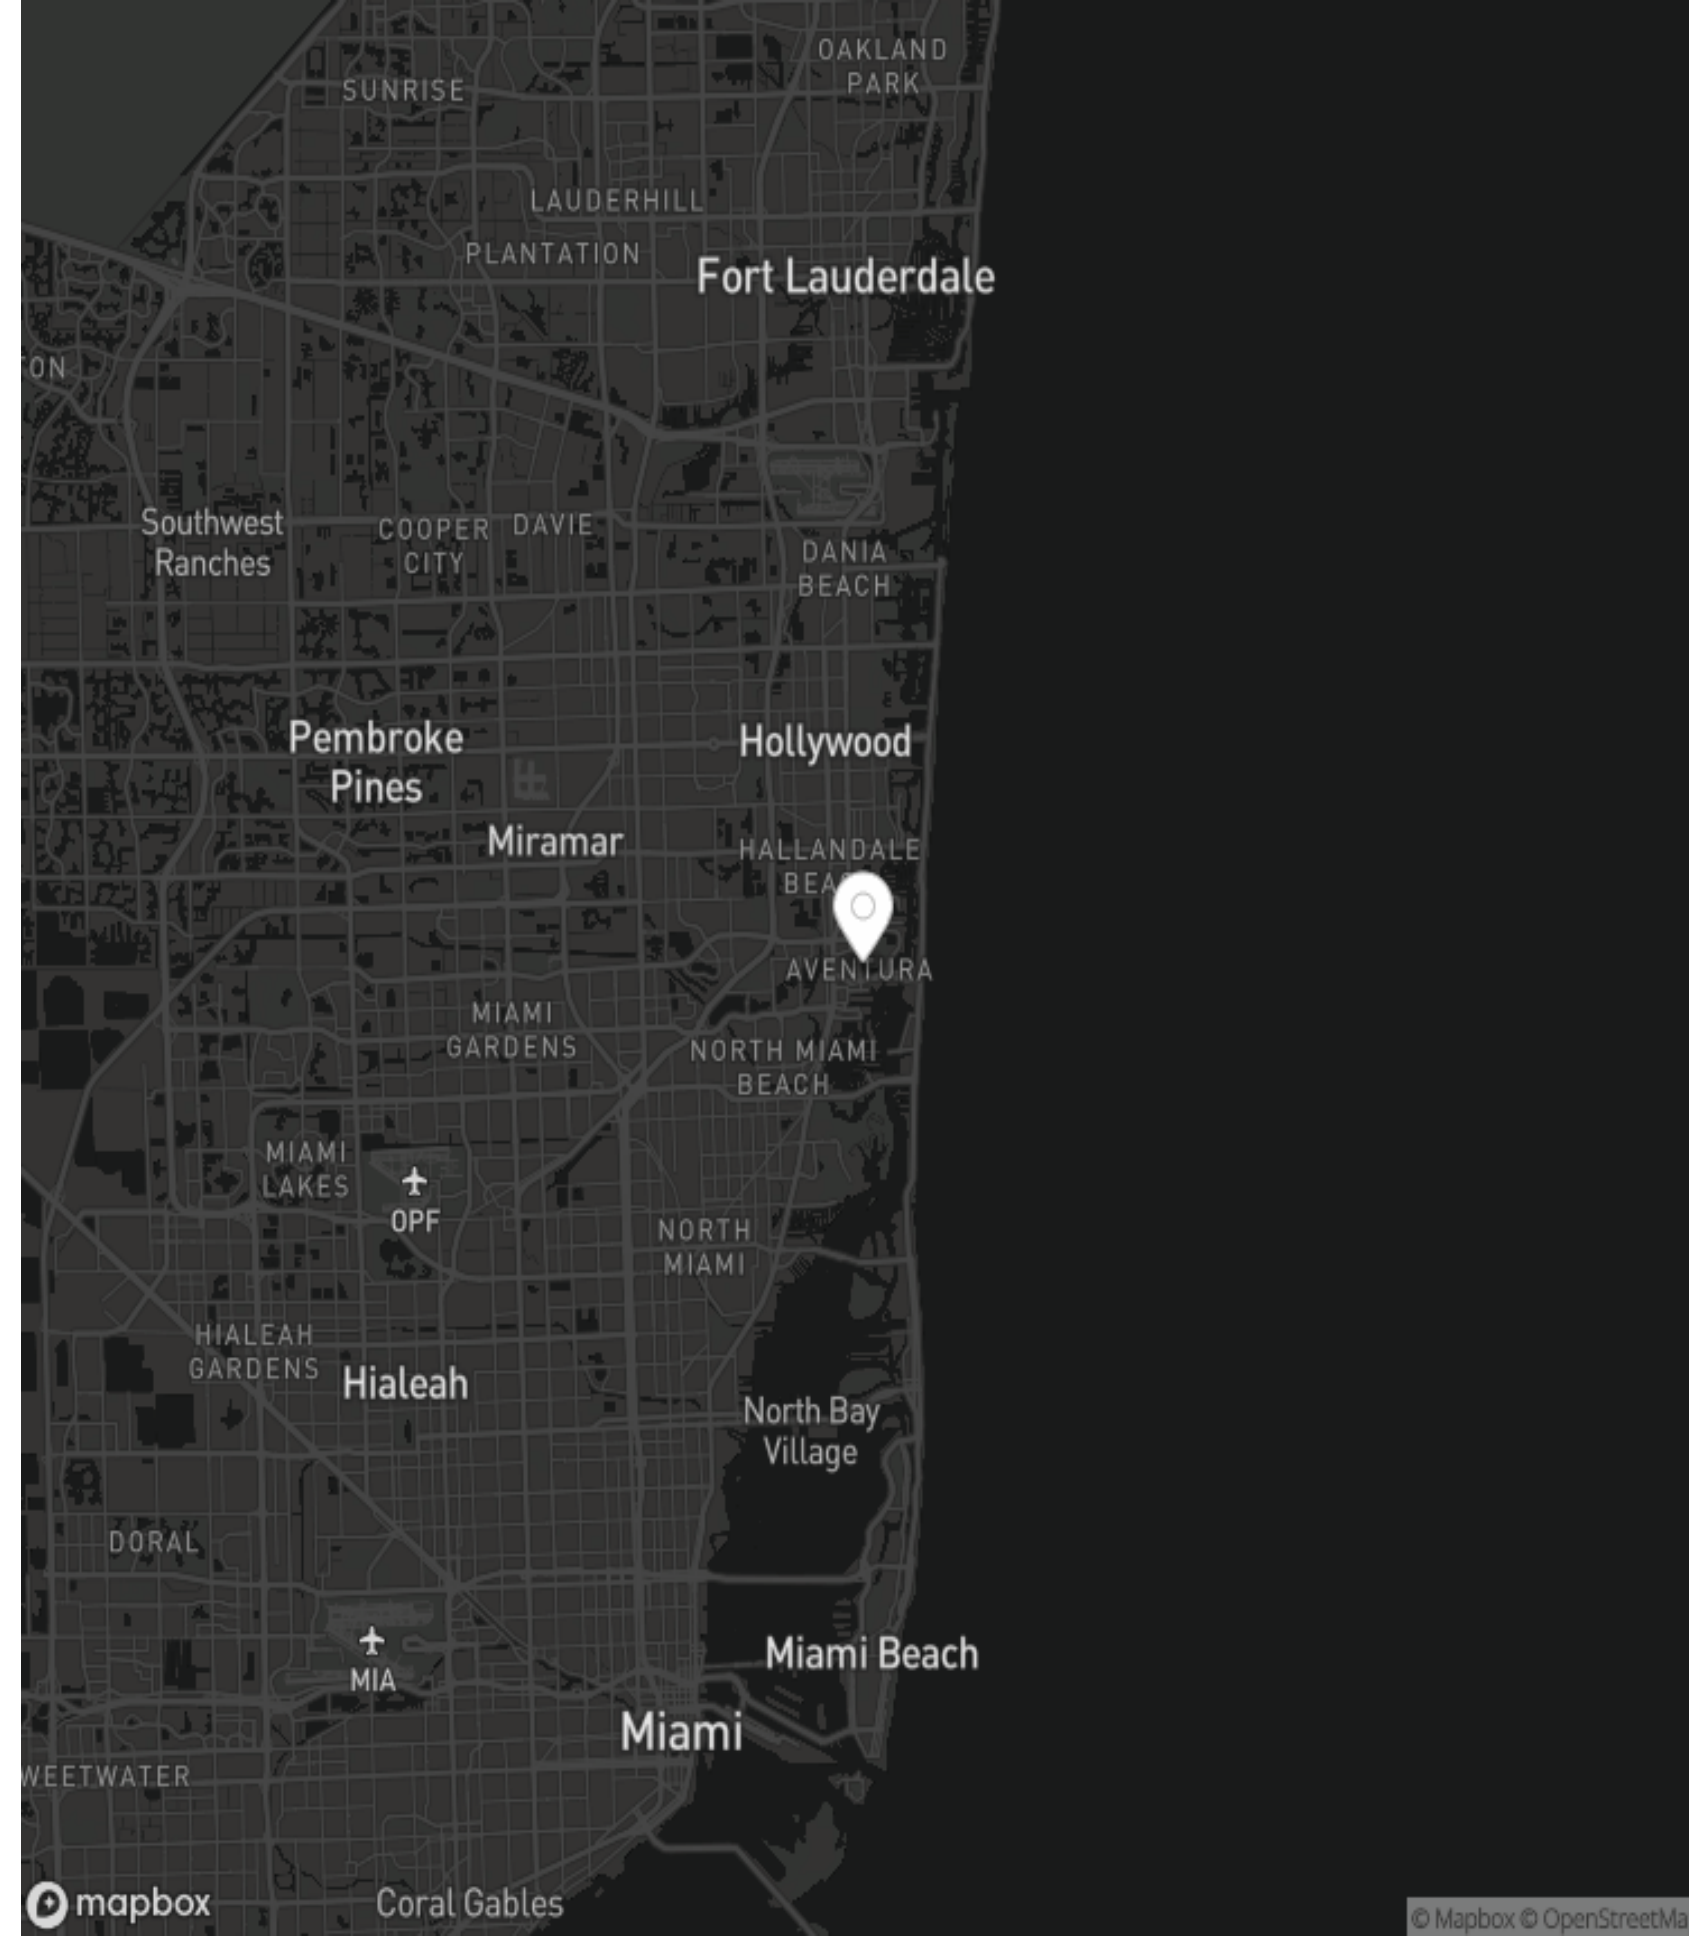 OAKLAND
PARK
SUNRISE
LAUDERHILL
PLANTATION
Fort Lauderdale
ON
Southwest
Ranches
COOPER
CITY
DAVIE
DANIA
BEACH
Pembroke
Pines
Hollywood
Miramar
HALLANDALE
BEA
AVENTURA
MIAMI
GARDENS
NORTH MIAMI
BEACH
MIAMI
LAKES
OPF
NORTH
MIAMI
HIALEAH
GARDENS
Hialeah
North Bay
Village
DORAL
MIA
Miami Beach
Miami
WEETWATER
Coral Gables
mapbox
© Mapbox © OpenStreetMa